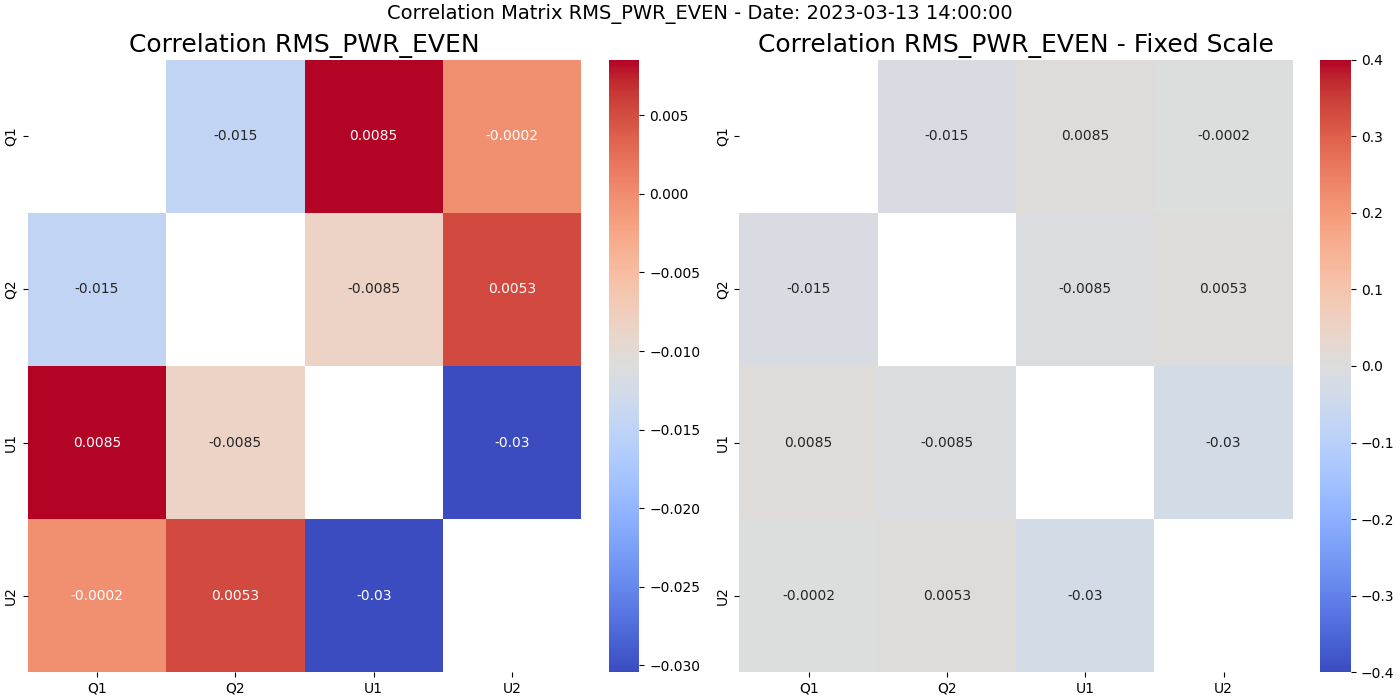 Correlation Matrix RMS_PWR_EVEN - Date: 2023-03-13 14:00:00
Correlation RMS_PWR_EVEN
Q1
-0.015
0.0085
-0.0002
Q2
-0.015
-0.0085
0.0053
U1
0.0085
-0.0085
-0.03
U2
-0.0002
0.0053
-0.03
Q1
Q2
U1
U2
0.005
0.000
−0.005
−0.010
−0.015
−0.020
−0.025
−0.030
Correlation RMS_PWR_EVEN - Fixed Scale
Q1
-0.015
0.0085
-0.0002
Q2
-0.015
-0.0085
0.0053
U1
0.0085
-0.0085
-0.03
U2
-0.0002
0.0053
-0.03
Q1
Q2
U1
U2
0.4
0.3
0.2
0.1
0.0
−0.1
−0.2
−0.3
−0.4